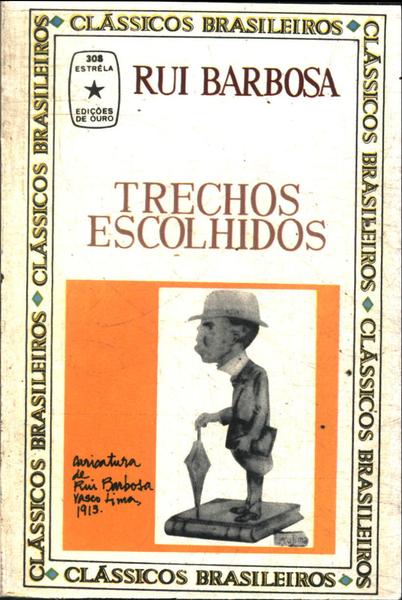 CLÁSSICOS BRASILEIROS
CLÁSSICOS BRASILEIROS
CLÁSSICOS BRASILEIROS
CLÁSSICOS BRASILEIROS
CLÁSSICOS BRASILEIROS
308
ESTRÊLA
EDIÇÕES
DE OURO
RUI BARBOSA
TRECHOS
ESCOLHIDOS
Caricatura
de
Rui Barbosa
Vasco Lima,
1913.
CLÁSSICOS BRASILEIROS